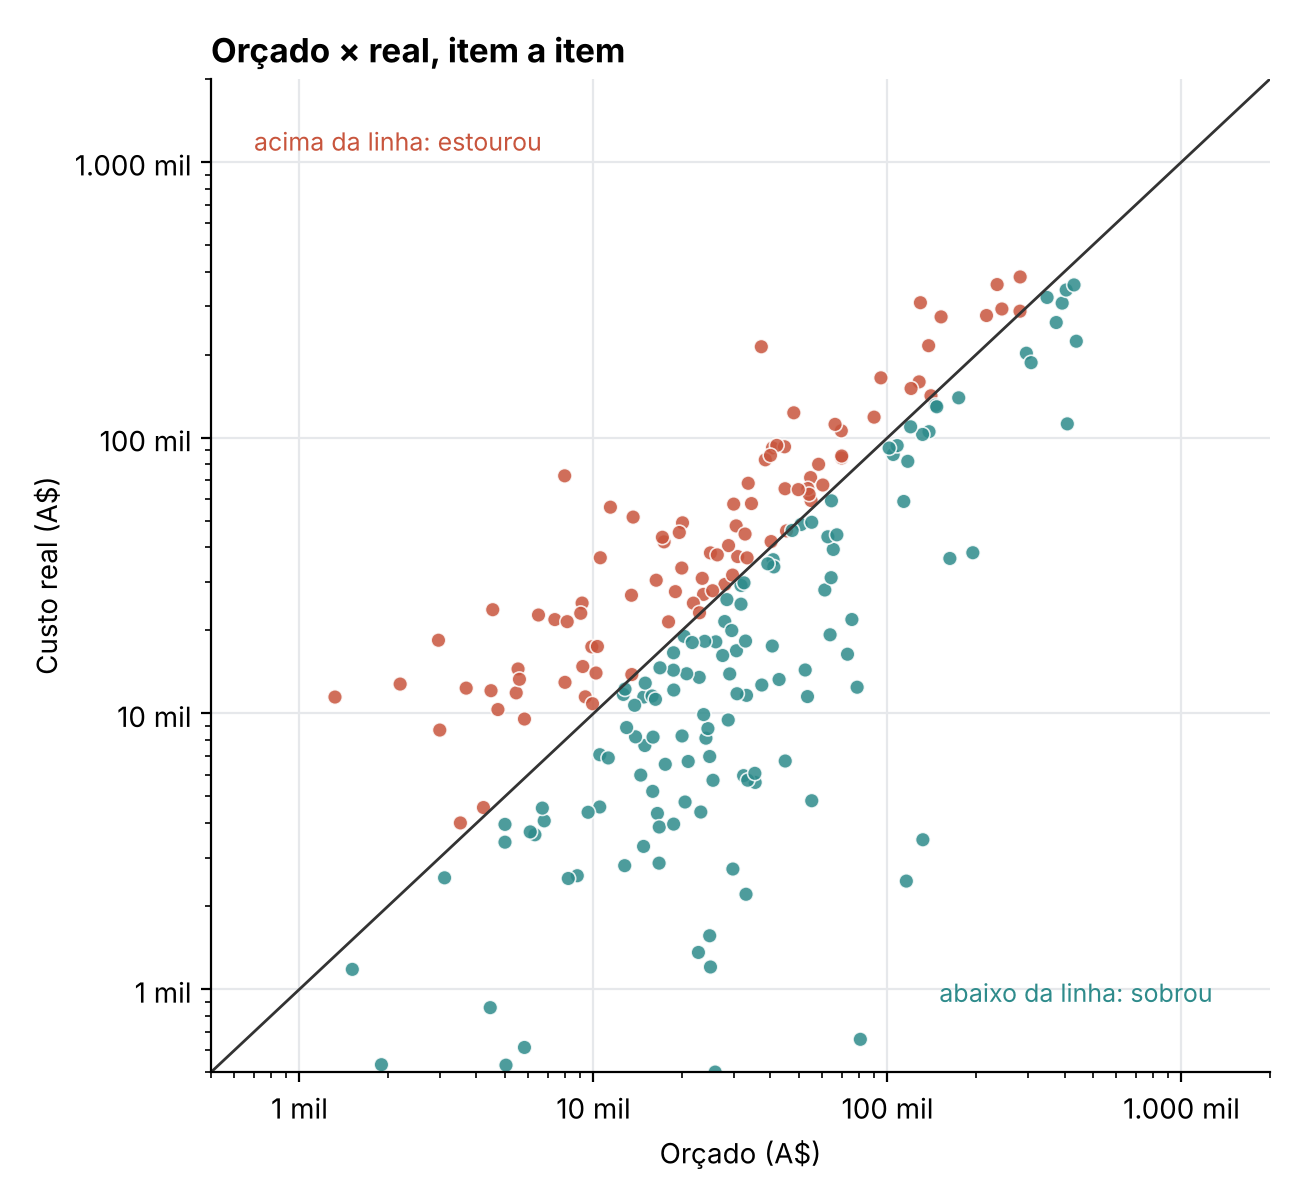 Orçado × real, item a item
acima da linha: estourou
1.000 mil
100 mil
10 mil
1 mil
Custo real (A$)
abaixo da linha: sobrou
1 mil
10 mil
100 mil
1.000 mil
Orçado (A$)